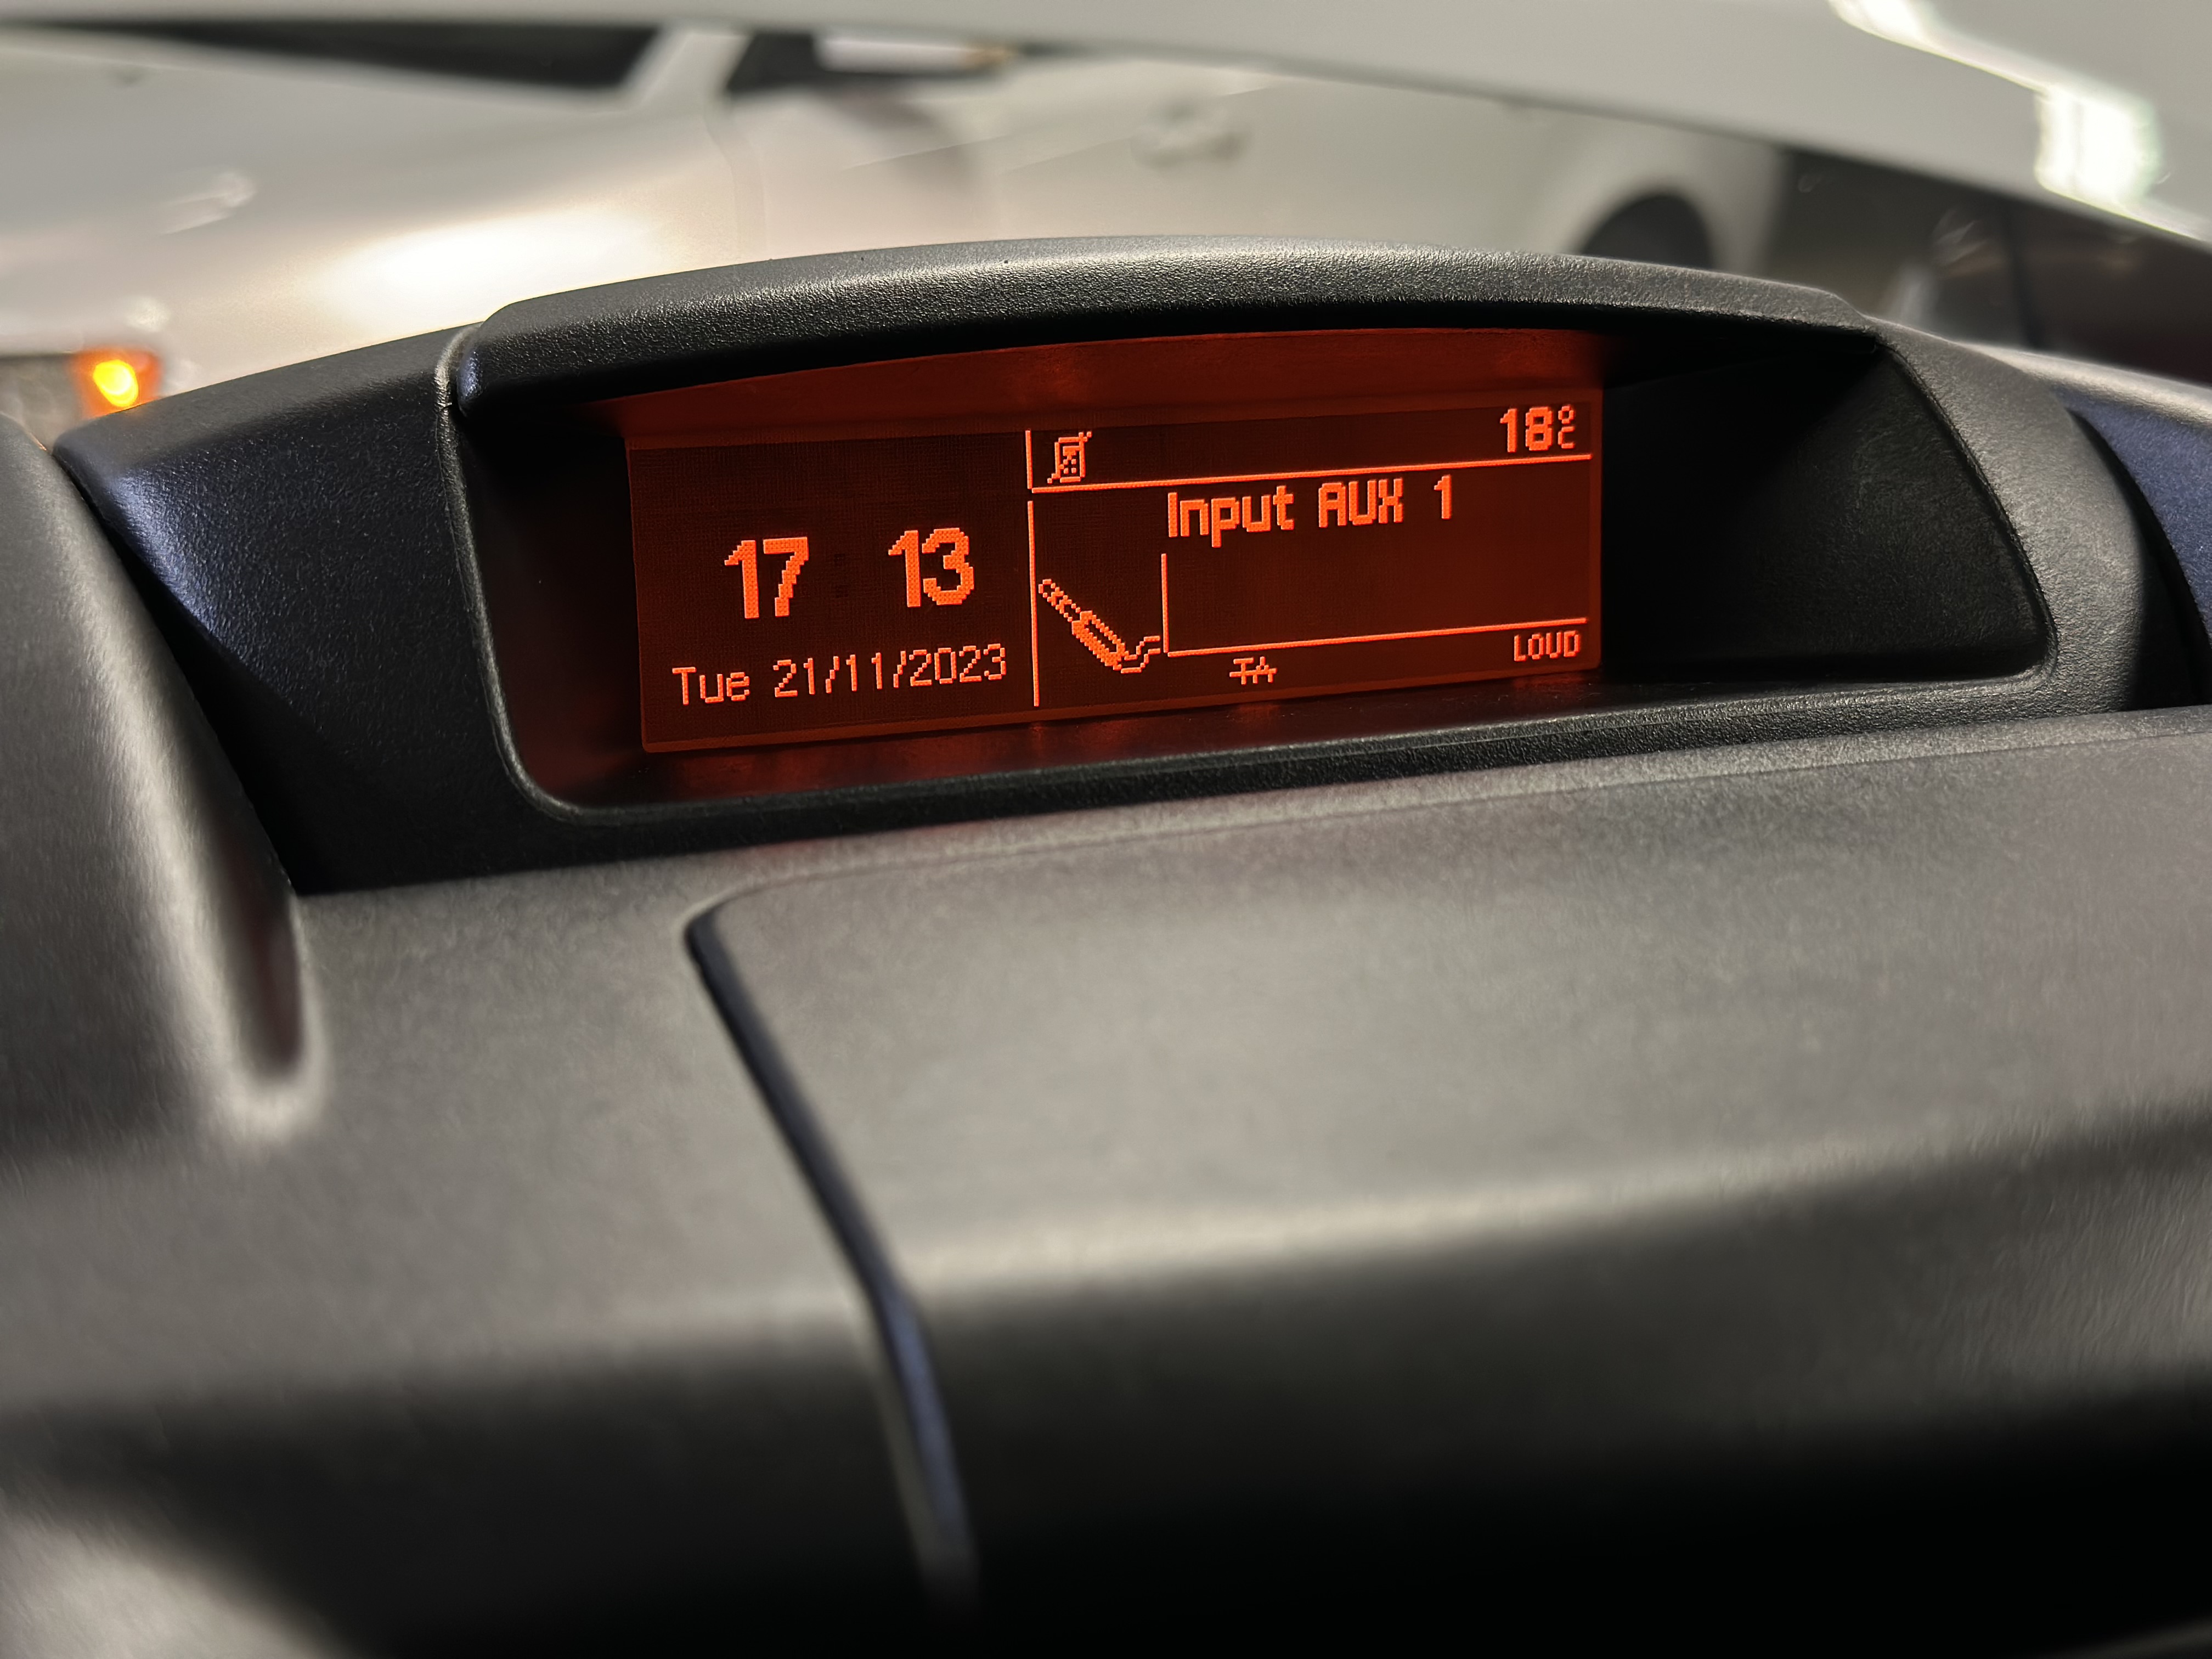 17 13
Tue 21/11/2023
18°C
Input AUX 1
TA
LOUD